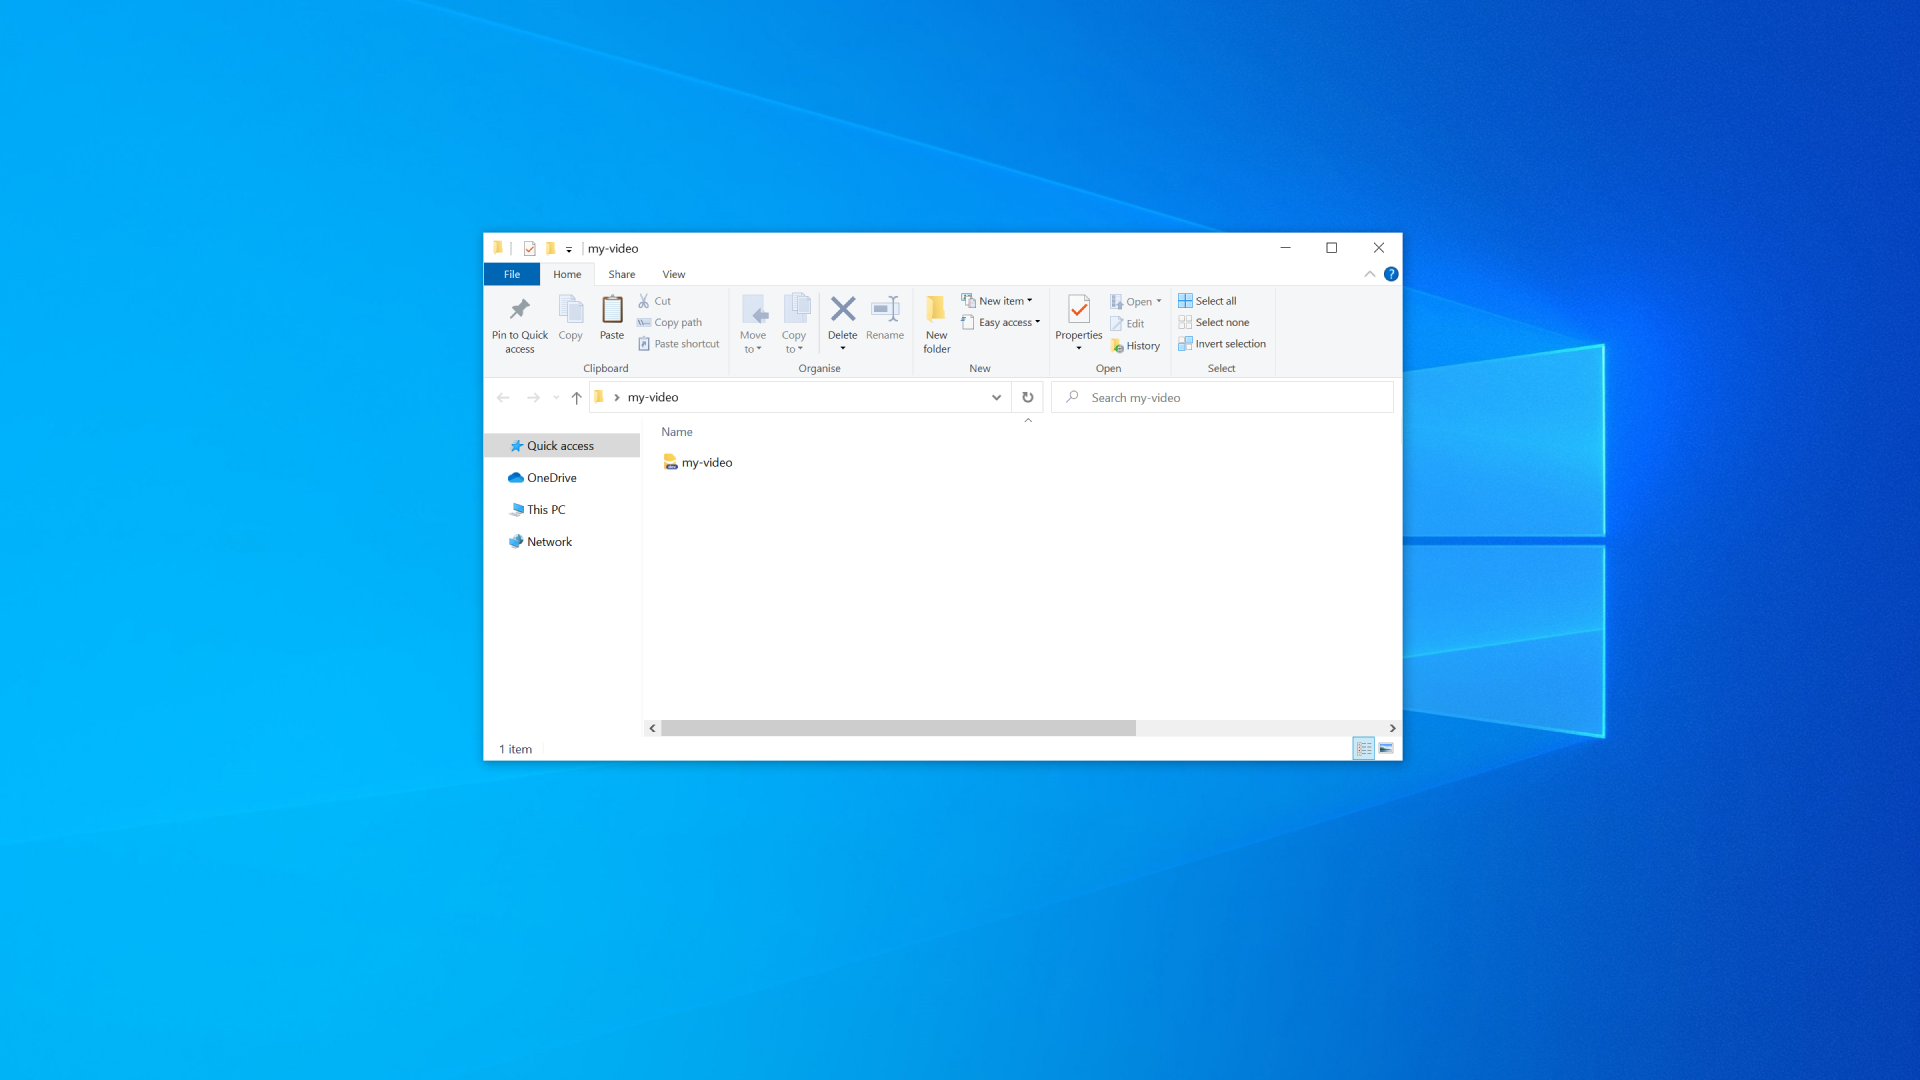 my-video
File Home Share View ?
Pin to Quick access
Copy
Paste
Cut
Copy path
Paste shortcut
Clipboard
Move to
Copy to
Delete
Rename
Organise
New folder
New item
Easy access
New
Properties
Open
Edit
History
Open
Select all
Select none
Invert selection
Select
my-video
Search my-video
Quick access
OneDrive
This PC
Network
Name
my-video
1 item